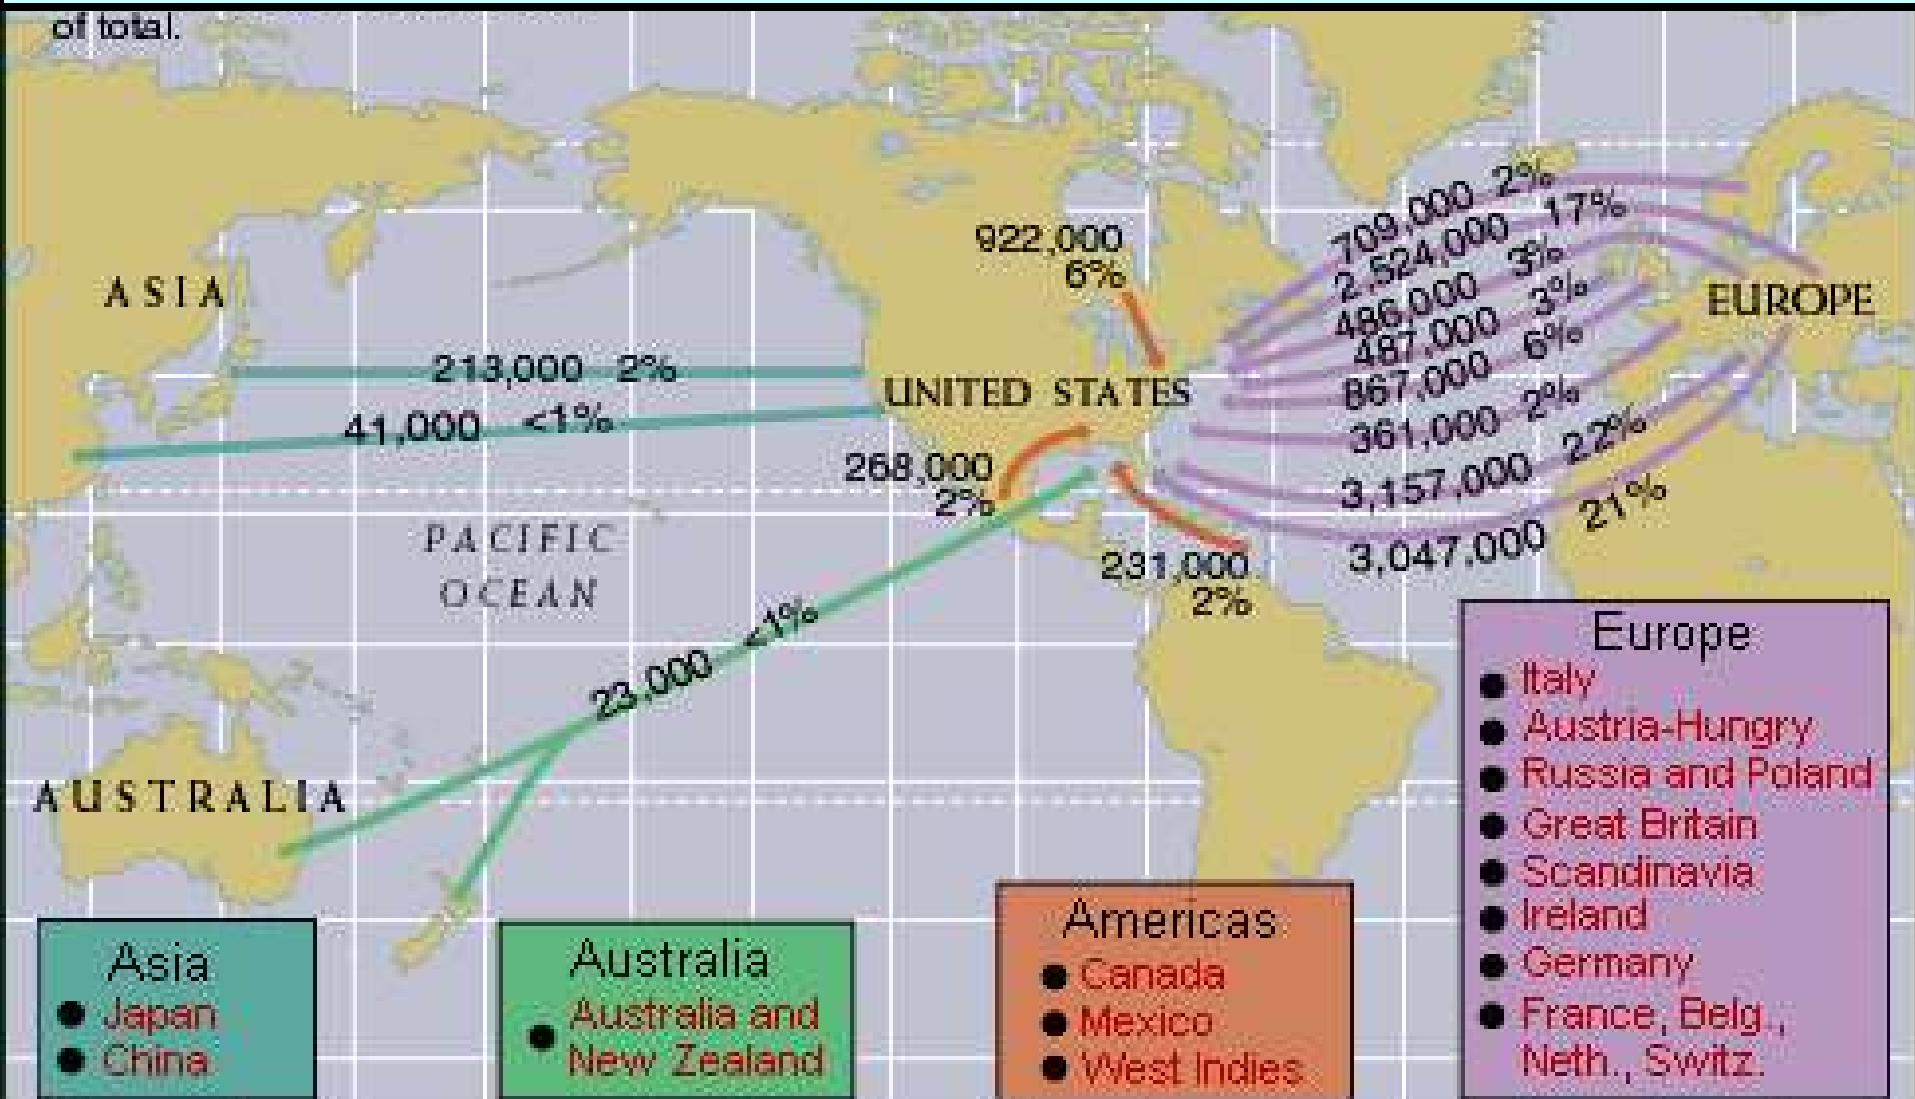 of total.
709,000 2%
2,524,000 17%
486,000 3%
487,000 3%
867,000 6%
361,000 2%
3,157,000 22%
3,047,000 21%
922,000
6%
ASIA
EUROPE
213,000 2%
UNITED STATES
41,000 <1%
268,000
2%
PACIFIC
OCEAN
231,000
2%
23,000 <1%
AUSTRALIA
Asia
Japan
China
Australia
Australia and
New Zealand
Americas
Canada
Mexico
West Indies
Europe
Italy
Austria-Hungry
Russia and Poland
Great Britain
Scandinavia
Ireland
Germany
France, Belg.,
Neth., Switz.